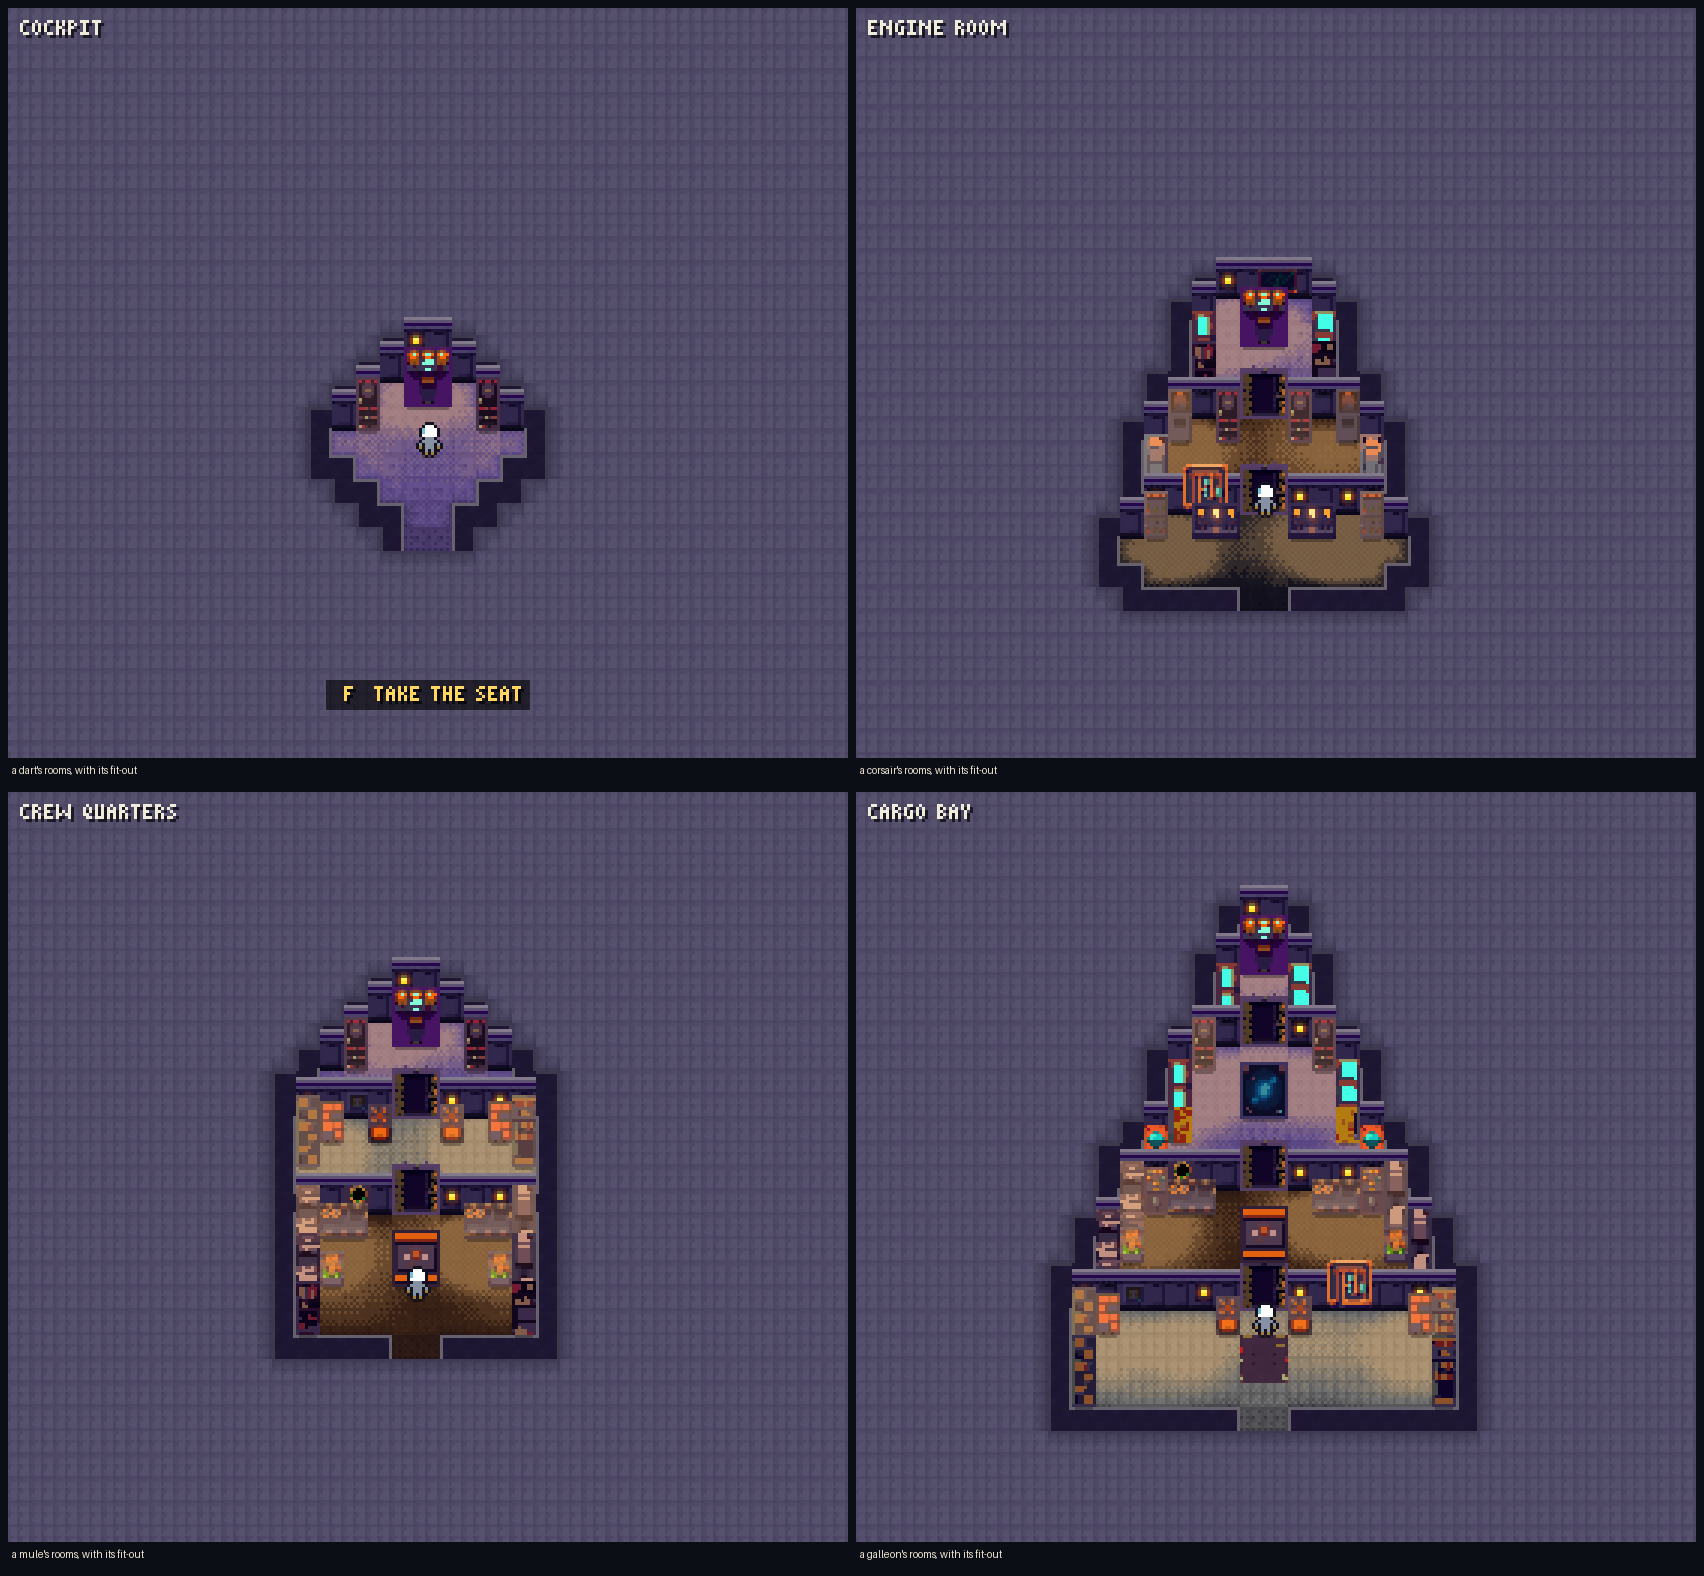 COCKPIT
ENGINE ROOM
F TAKE THE SEAT
a dart's rooms, with its fit-out
a corsair's rooms, with its fit-out
CREW QUARTERS
CARGO BAY
a mule's rooms, with its fit-out
a galleon's rooms, with its fit-out